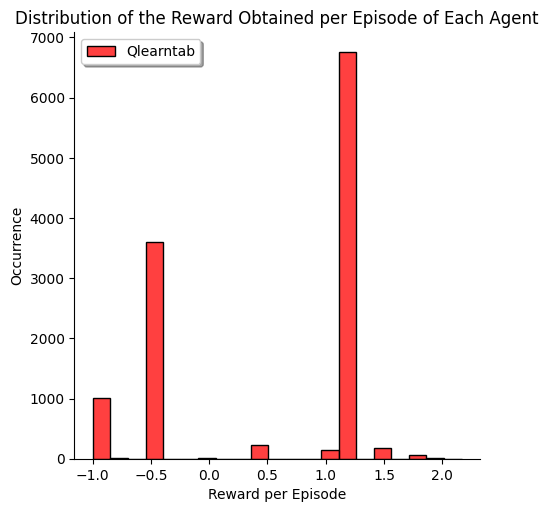 Distribution of the Reward Obtained per Episode of Each Agent
Qlearntab
7000
6000
5000
4000
3000
2000
1000
0
Occurrence
−1.0 −0.5 0.0 0.5 1.0 1.5 2.0
Reward per Episode